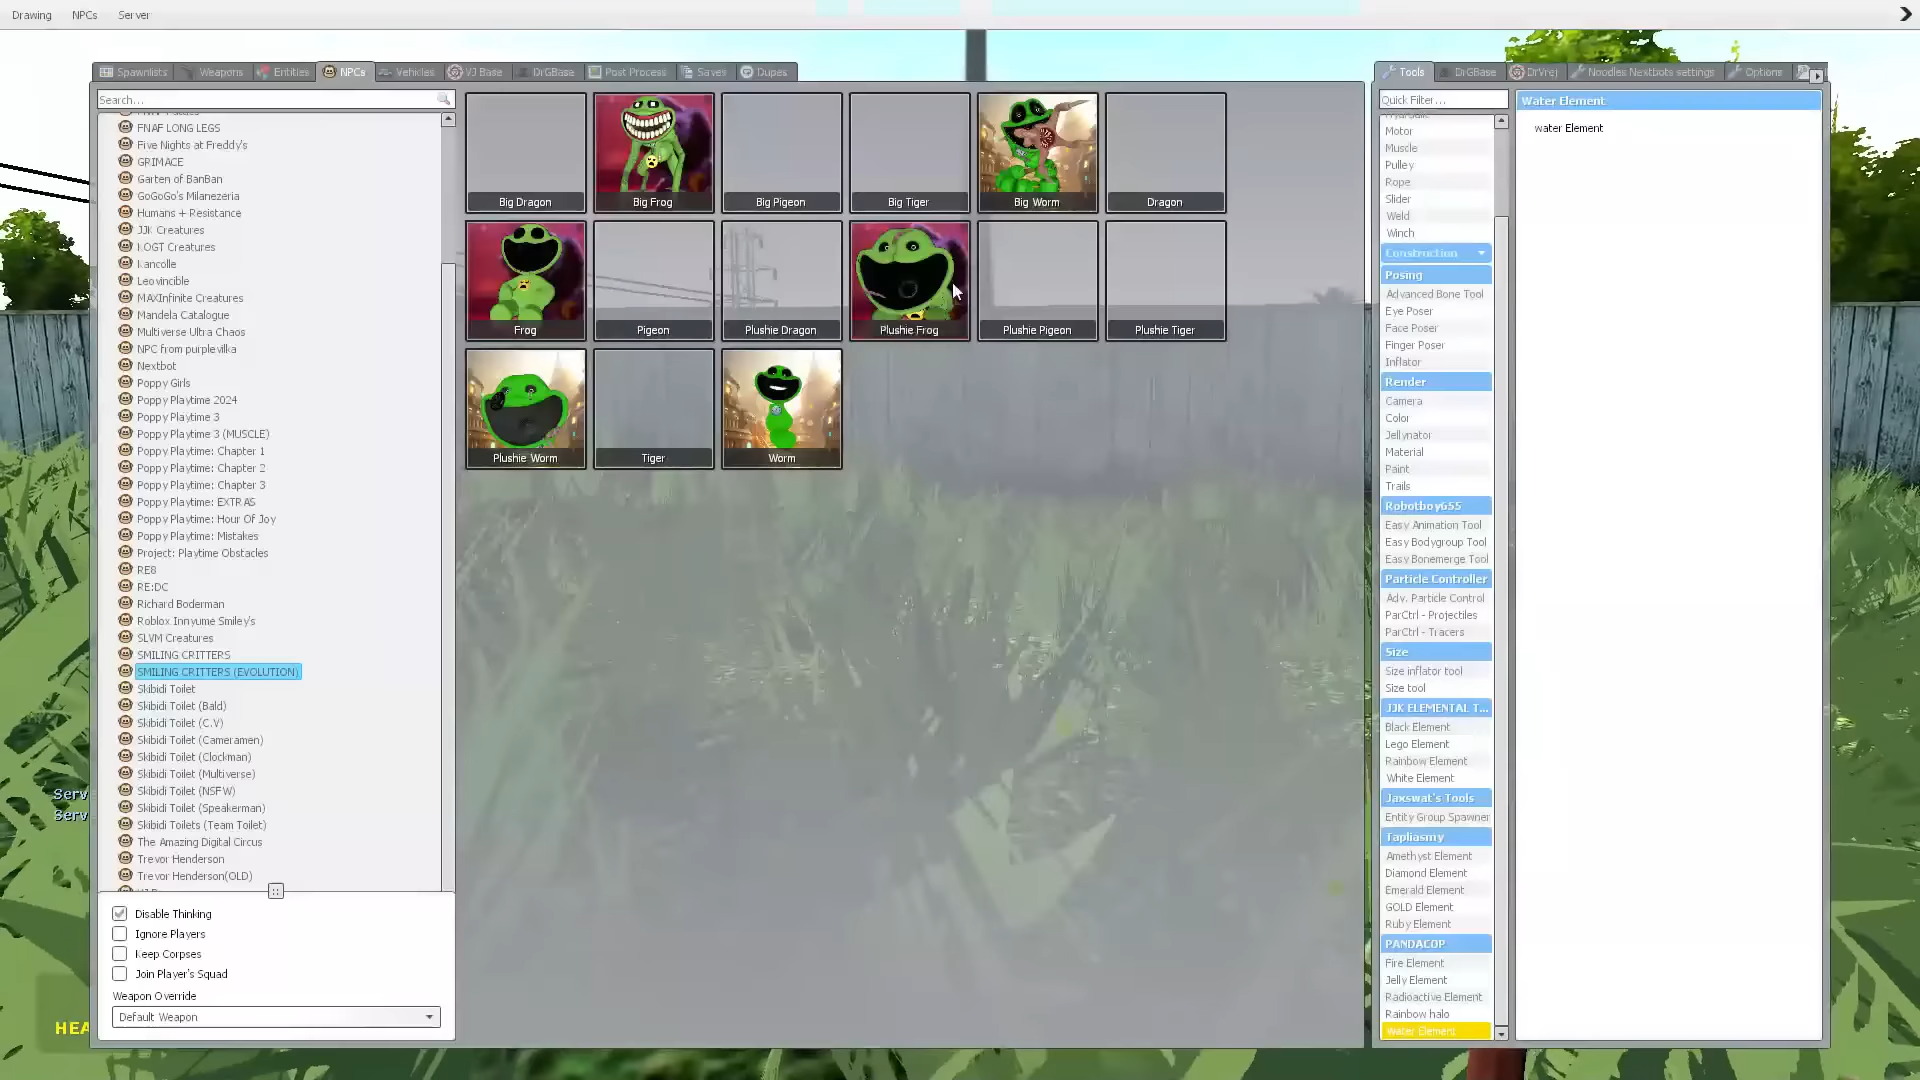 Drawing NPCs Server
Spawnlists Weapons Entities NPCs Vehicles VJ Base DrGBase Post Process Saves Dupes
Search...
FNAF LONG LEGS
Five Nights at Freddy's
GRIMACE
Garten of BanBan
GoGoGo's Milanezeria
Humans + Resistance
JJK Creatures
KOGT Creatures
Kancolle
Leovincible
MAXInfinite Creatures
Mandela Catalogue
Multiverse Ultra Chaos
NPC from purplevilka
Nextbot
Poppy Girls
Poppy Playtime 2024
Poppy Playtime 3
Poppy Playtime 3 (MUSCLE)
Poppy Playtime: Chapter 1
Poppy Playtime: Chapter 2
Poppy Playtime: Chapter 3
Poppy Playtime: EXTRAS
Poppy Playtime: Hour Of Joy
Poppy Playtime: Mistakes
Project: Playtime Obstacles
RE8
RE:DC
Richard Boderman
Roblox Innyume Smiley's
SLVM Creatures
SMILING CRITTERS
SMILING CRITTERS (EVOLUTION)
Skibidi Toilet
Skibidi Toilet (Bald)
Skibidi Toilet (C.V)
Skibidi Toilet (Cameramen)
Skibidi Toilet (Clockman)
Skibidi Toilet (Multiverse)
Skibidi Toilet (NSFW)
Skibidi Toilet (Speakerman)
Skibidi Toilets (Team Toilet)
The Amazing Digital Circus
Trevor Henderson
Trevor Henderson(OLD)
Disable Thinking
Ignore Players
Keep Corpses
Join Player's Squad
Weapon Override
Default Weapon
Serv
Serv
HEA
Big Dragon Big Frog Big Pigeon Big Tiger Big Worm Dragon
Frog Pigeon Plushie Dragon Plushie Frog Plushie Pigeon Plushie Tiger
Plushie Worm Tiger Worm
Tools DrGBase DrVrej Noodles Nextbots settings Options
Quick Filter...
Hydraulic
Motor
Muscle
Pulley
Rope
Slider
Weld
Winch
Construction
Posing
Advanced Bone Tool
Eye Poser
Face Poser
Finger Poser
Inflator
Render
Camera
Color
Jellynator
Material
Paint
Trails
Robotboy655
Easy Animation Tool
Easy Bodygroup Tool
Easy Bonemerge Tool
Particle Controller
Adv. Particle Control
ParCtrl - Projectiles
ParCtrl - Tracers
Size
Size inflator tool
Size tool
JJK ELEMENTAL T...
Black Element
Lego Element
Rainbow Element
White Element
Jaxswat's Tools
Entity Group Spawner
Tapliasmy
Amethyst Element
Diamond Element
Emerald Element
GOLD Element
Ruby Element
PANDACOP
Fire Element
Jelly Element
Radioactive Element
Rainbow halo
Water Element
Water Element
water Element